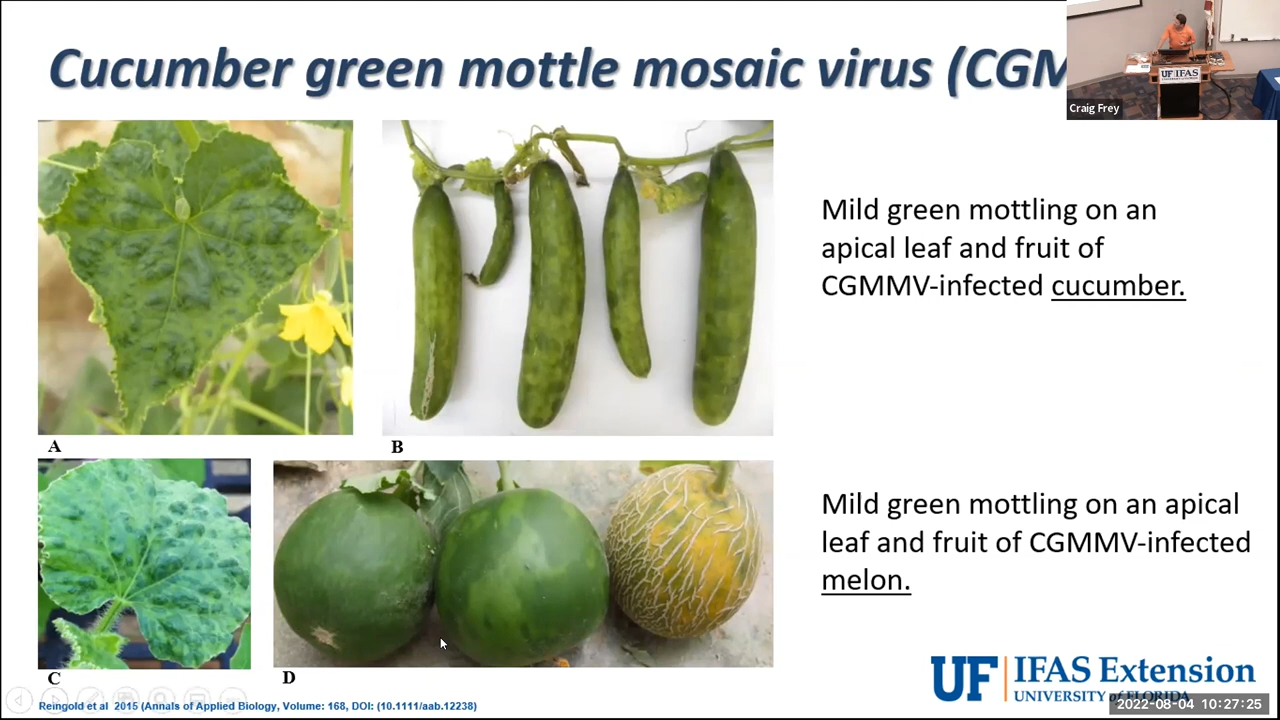 Cucumber green mottle mosaic virus (CGM
UF IFAS
Craig Frey
Mild green mottling on an
apical leaf and fruit of
CGMMV-infected cucumber.
A
B
Mild green mottling on an apical
leaf and fruit of CGMMV-infected
melon.
C
D
UF IFAS Extension
UNIVERSITY of FLORIDA
Reingold et al 2015 (Annals of Applied Biology, Volume: 168, DOI: (10.1111/aab.12238)
2022-08-04 10:27:25